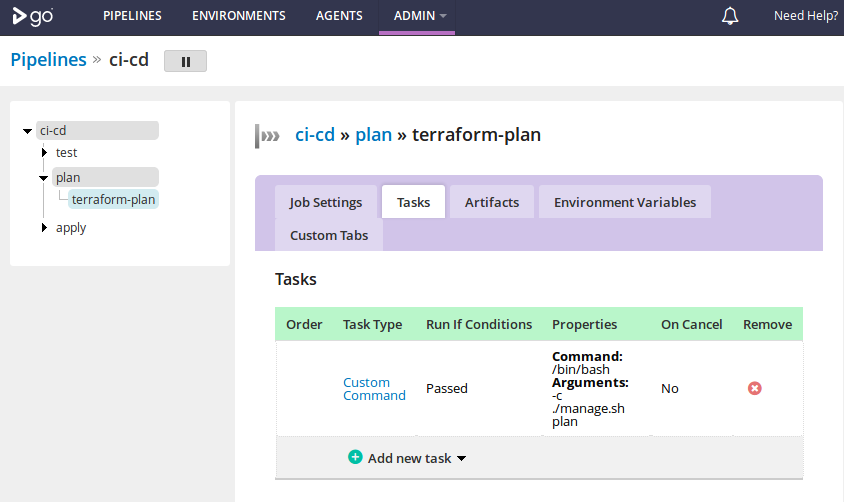 go PIPELINES ENVIRONMENTS AGENTS ADMIN Need Help?
Pipelines » ci-cd
ci-cd
test
plan
terraform-plan
apply
ci-cd » plan » terraform-plan
Job Settings Tasks Artifacts Environment Variables
Custom Tabs
Tasks
Order Task Type Run If Conditions Properties On Cancel Remove
Custom
Command
Passed
Command:
/bin/bash
Arguments:
-c
./manage.sh
plan
No
Add new task